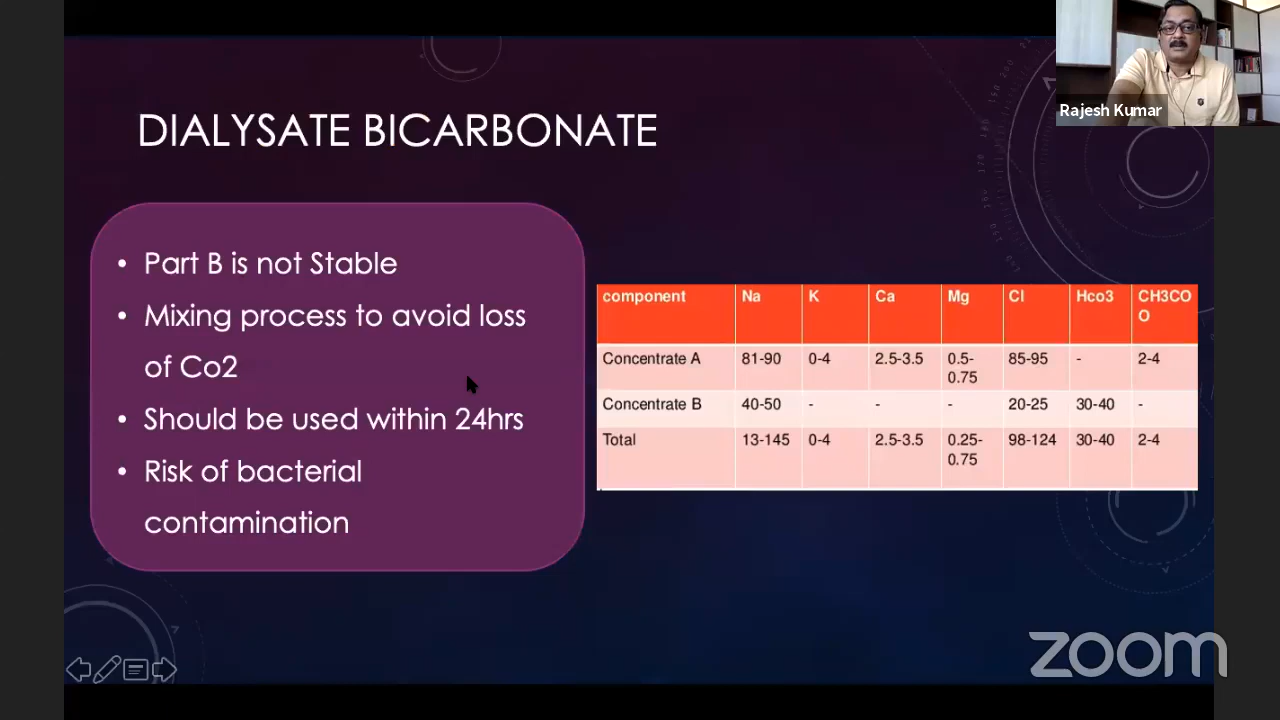 Rajesh Kumar
DIALYSATE BICARBONATE
• Part B is not Stable
• Mixing process to avoid loss
of Co2
• Should be used within 24hrs
• Risk of bacterial
contamination
component Na K Ca Mg Cl Hco3 CH3CO
O
Concentrate A 81-90 0-4 2.5-3.5 0.5- 85-95 - 2-4
0.75
Concentrate B 40-50 - - - 20-25 30-40 -
Total 13-145 0-4 2.5-3.5 0.25- 98-124 30-40 2-4
0.75
zoom